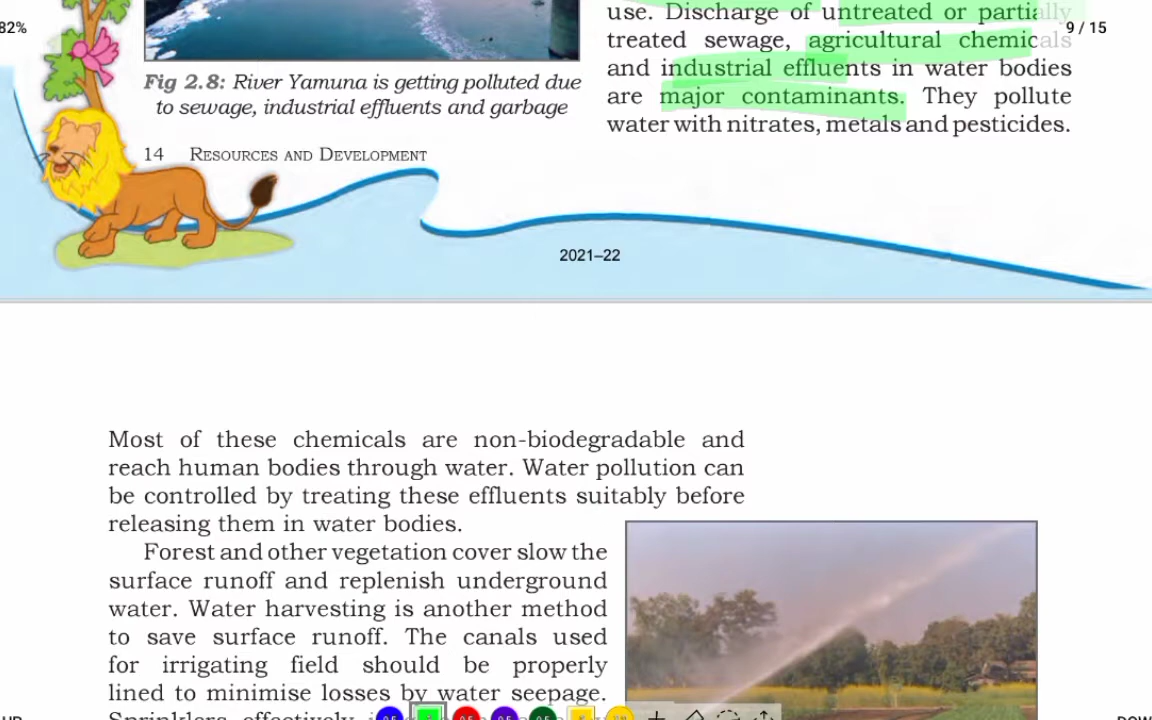 82%
9 / 15
use. Discharge of untreated or partially
treated sewage, agricultural chemicals
and industrial effluents in water bodies
are major contaminants. They pollute
water with nitrates, metals and pesticides.
Fig 2.8: River Yamuna is getting polluted due
to sewage, industrial effluents and garbage
14 RESOURCES AND DEVELOPMENT
2021–22
Most of these chemicals are non-biodegradable and
reach human bodies through water. Water pollution can
be controlled by treating these effluents suitably before
releasing them in water bodies.
Forest and other vegetation cover slow the
surface runoff and replenish underground
water. Water harvesting is another method
to save surface runoff. The canals used
for irrigating field should be properly
lined to minimise losses by water seepage.
Sprinklers effectively